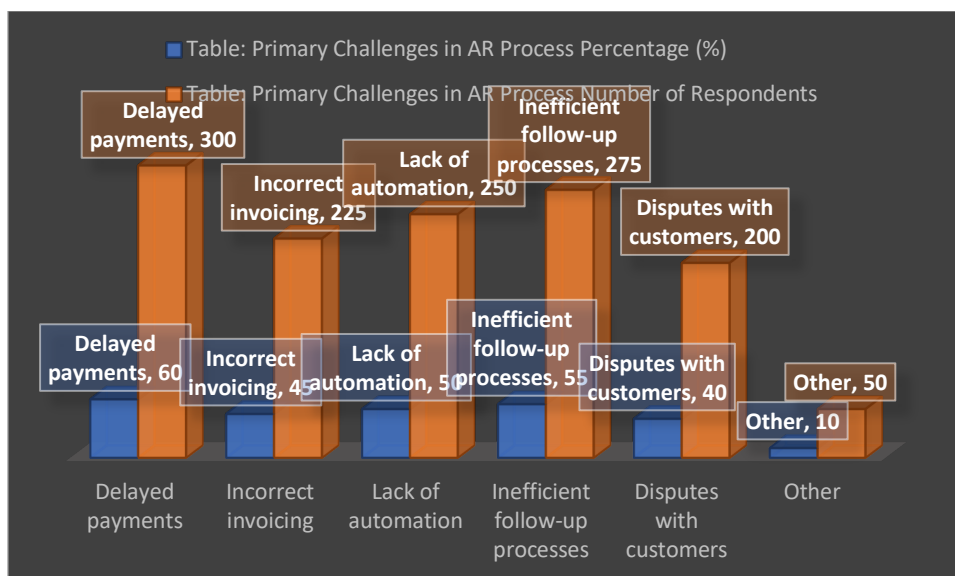 Table: Primary Challenges in AR Process Percentage (%)
Table: Primary Challenges in AR Process Number of Respondents
Delayed
payments, 300
Incorrect
invoicing, 225
Lack of
automation, 250
Inefficient
follow-up
processes, 275
Disputes with
customers, 200
Other, 50
Delayed
payments, 60
Incorrect
invoicing, 45
Lack of
automation, 50
Inefficient
follow-up
processes, 55
Disputes with
customers, 40
Other, 10
Delayed
payments
Incorrect
invoicing
Lack of
automation
Inefficient
follow-up
processes
Disputes
with
customers
Other